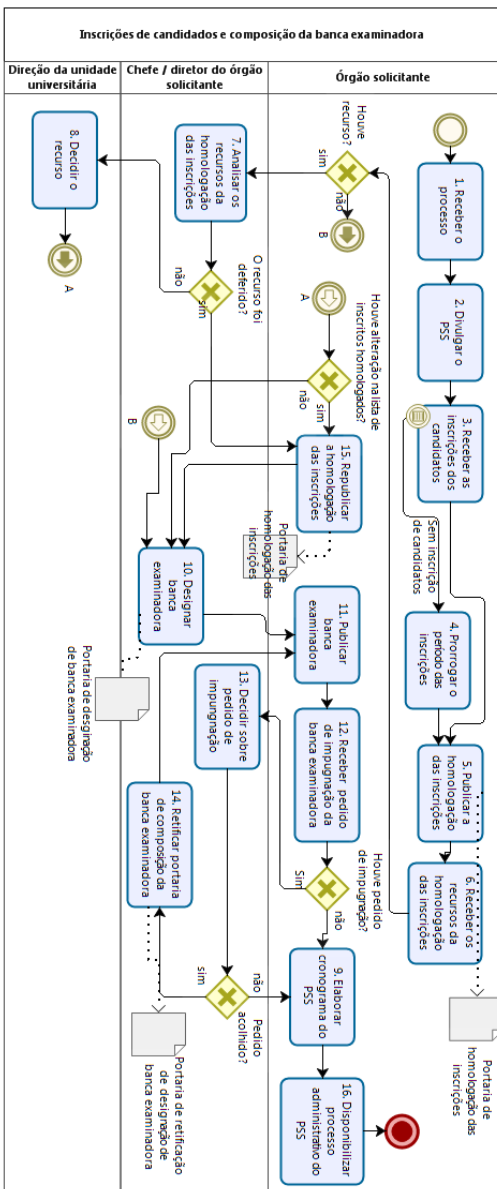 Inscrições de candidatos e composição da banca examinadora
Direção da unidade
universitária
Chefe / diretor do órgão
solicitante
Órgão solicitante
1. Receber o
processo
2. Divulgar o
PSS
3. Receber as
inscrições dos
candidatos
Sem inscrição
de candidatos
4. Prorrogar o
período das
inscrições
5. Publicar a
homologação
das inscrições
Portaria de
homologação das
inscrições
6. Receber os
recursos da
homologação
das inscrições
Houve
recurso?
sim
não
B
7. Analisar os
recursos da
homologação
das inscrições
O recurso foi
deferido?
não
sim
8. Decidir o
recurso
A
A
Houve alteração na lista de
inscritos homologados?
sim
não
15. Republicar
a homologação
das inscrições
Portaria de
homologação das
inscrições
B
10. Designar
banca
examinadora
Portaria de desginação
de banca examinadora
11. Publicar
banca
examinadora
12. Receber pedido
de impugnação da
banca examinadora
Houve pedido
de impugnação?
Sim
não
13. Decidir sobre
pedido de
impungnação
Pedido
acolhido?
não
sim
14. Retificar portaria
de composição da
banca examinadora
Portaria de retificação
de designação de
banca examinadora
9. Elaborar
cronograma do
PSS
16. Disponibilizar
processo
administrativo do
PSS